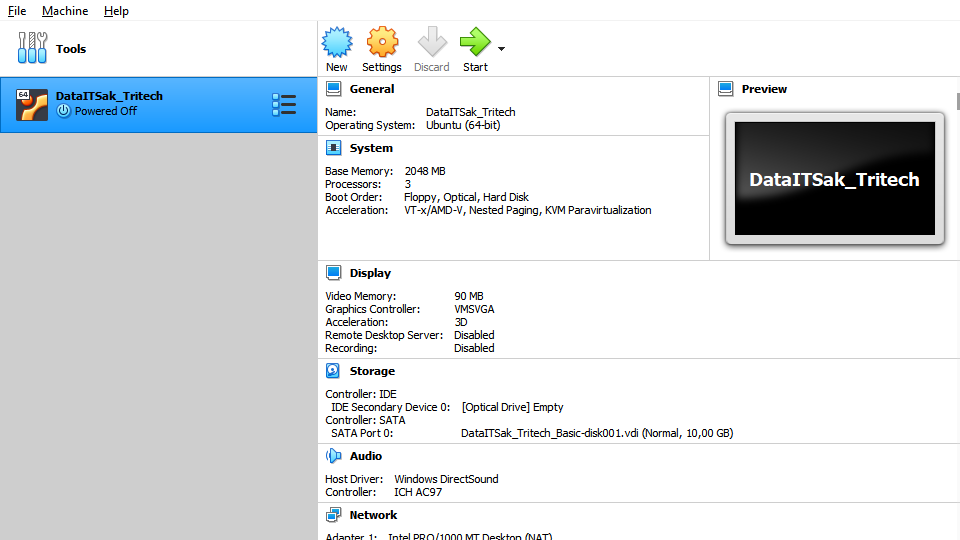 File Machine Help
Tools
New Settings Discard Start
64
DataITSak_Tritech
Powered Off
General
Name: DataITSak_Tritech
Operating System: Ubuntu (64-bit)
System
Base Memory: 2048 MB
Processors: 3
Boot Order: Floppy, Optical, Hard Disk
Acceleration: VT-x/AMD-V, Nested Paging, KVM Paravirtualization
Preview
DataITSak_Tritech
Display
Video Memory: 90 MB
Graphics Controller: VMSVGA
Acceleration: 3D
Remote Desktop Server: Disabled
Recording: Disabled
Storage
Controller: IDE
IDE Secondary Device 0: [Optical Drive] Empty
Controller: SATA
SATA Port 0: DataITSak_Tritech_Basic-disk001.vdi (Normal, 10,00 GB)
Audio
Host Driver: Windows DirectSound
Controller: ICH AC97
Network
Adapter 1: Intel PRO/1000 MT Desktop (NAT)